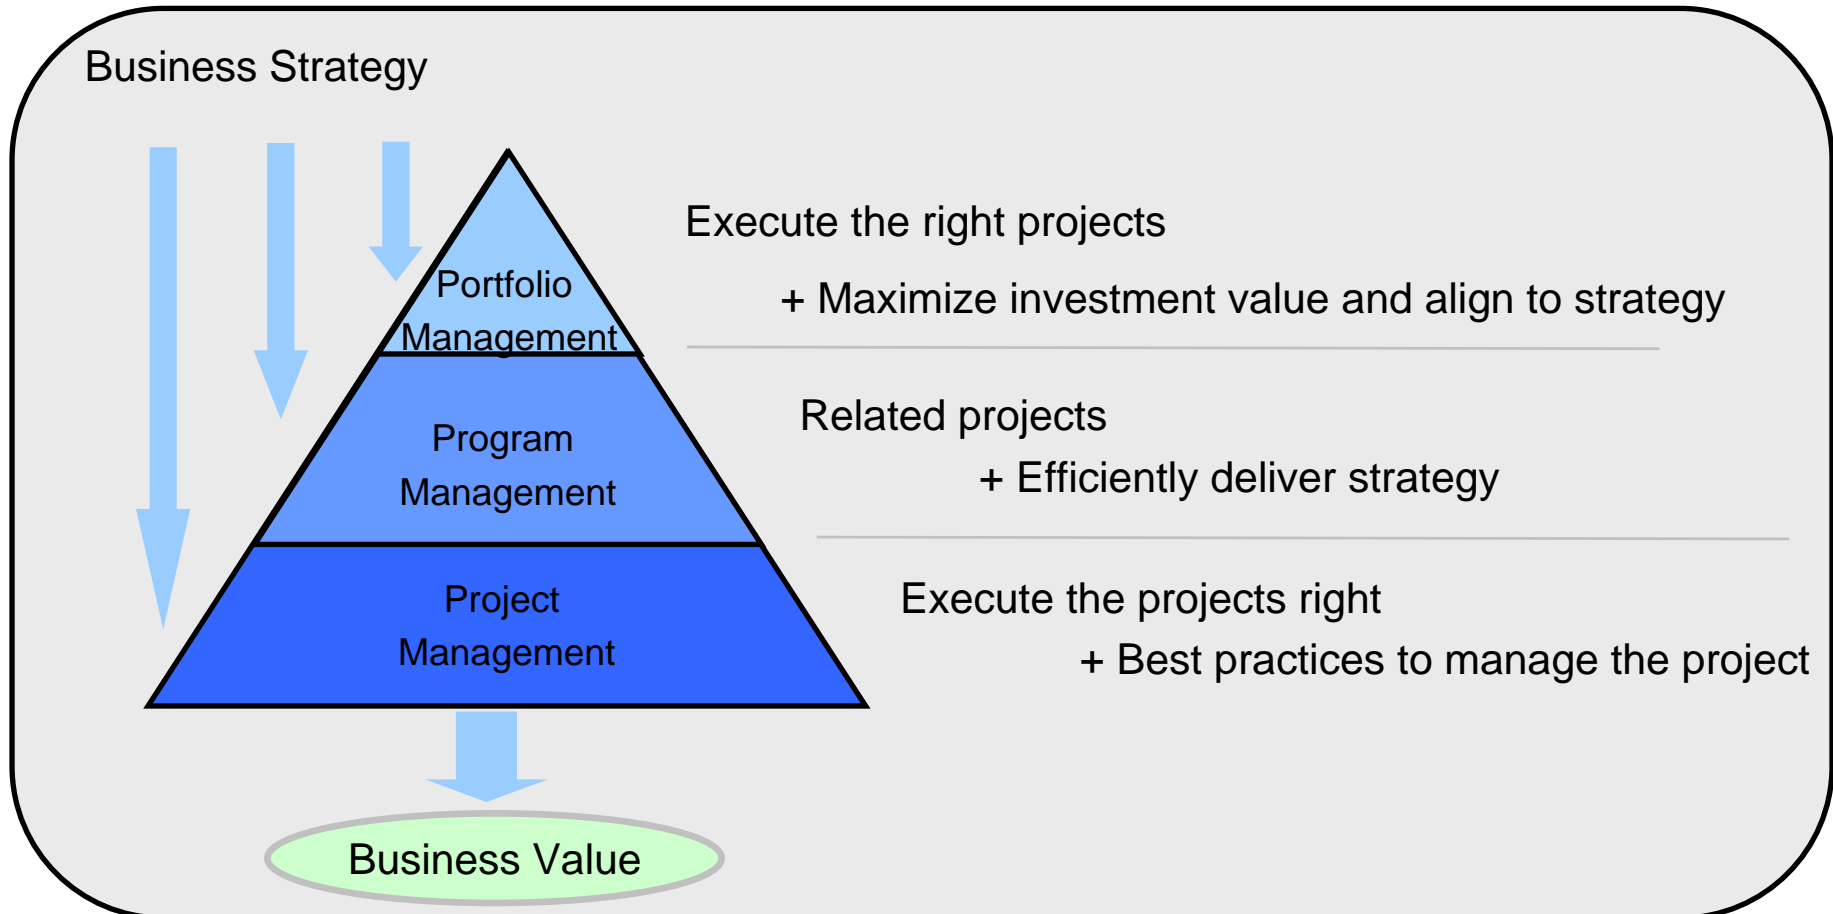 Business Strategy
Portfolio
Management
Execute the right projects
+ Maximize investment value and align to strategy
Program
Management
Related projects
+ Efficiently deliver strategy
Project
Management
Execute the projects right
+ Best practices to manage the project
Business Value